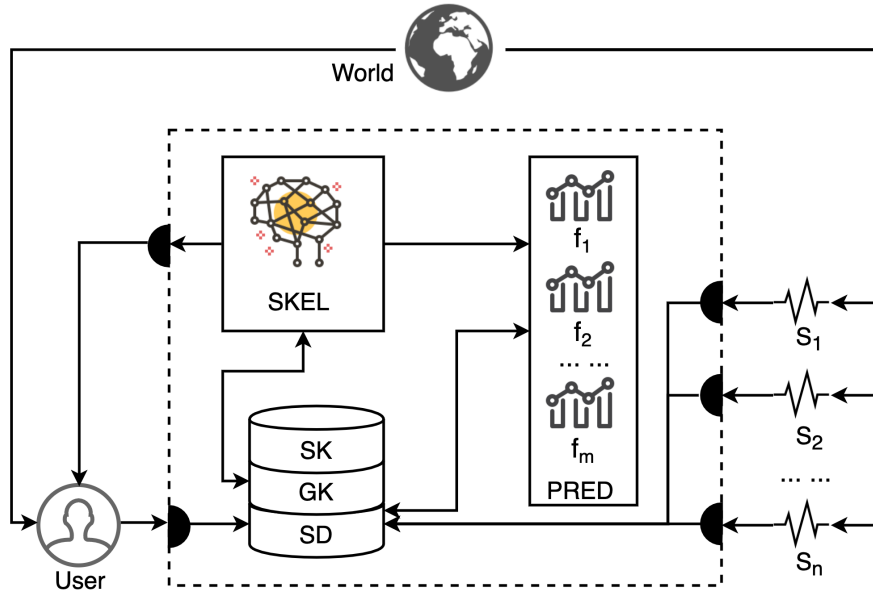 World
SKEL
f1
f2
... ...
fm
PRED
SK
GK
SD
User
S1
S2
... ...
Sn